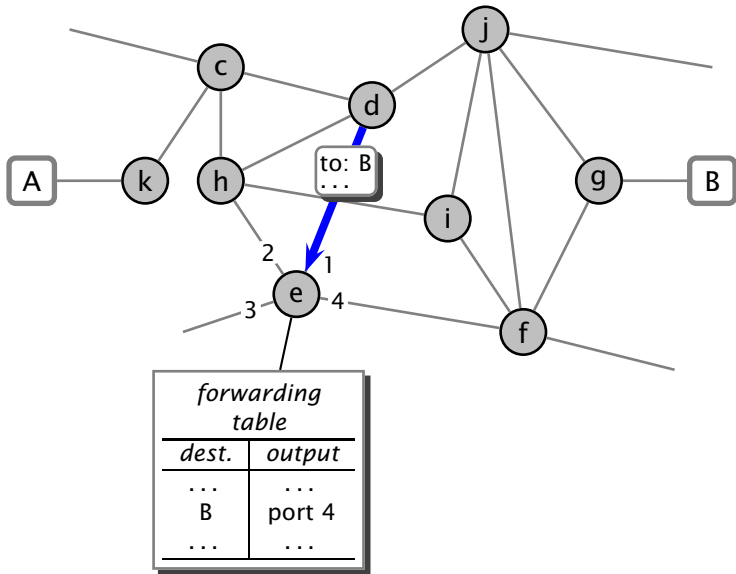 j
c
d
to: B
. . .
A
k
h
g
B
i
2
1
e
3
4
f
forwarding
table
dest. output
. . . . . .
B port 4
. . . . . .